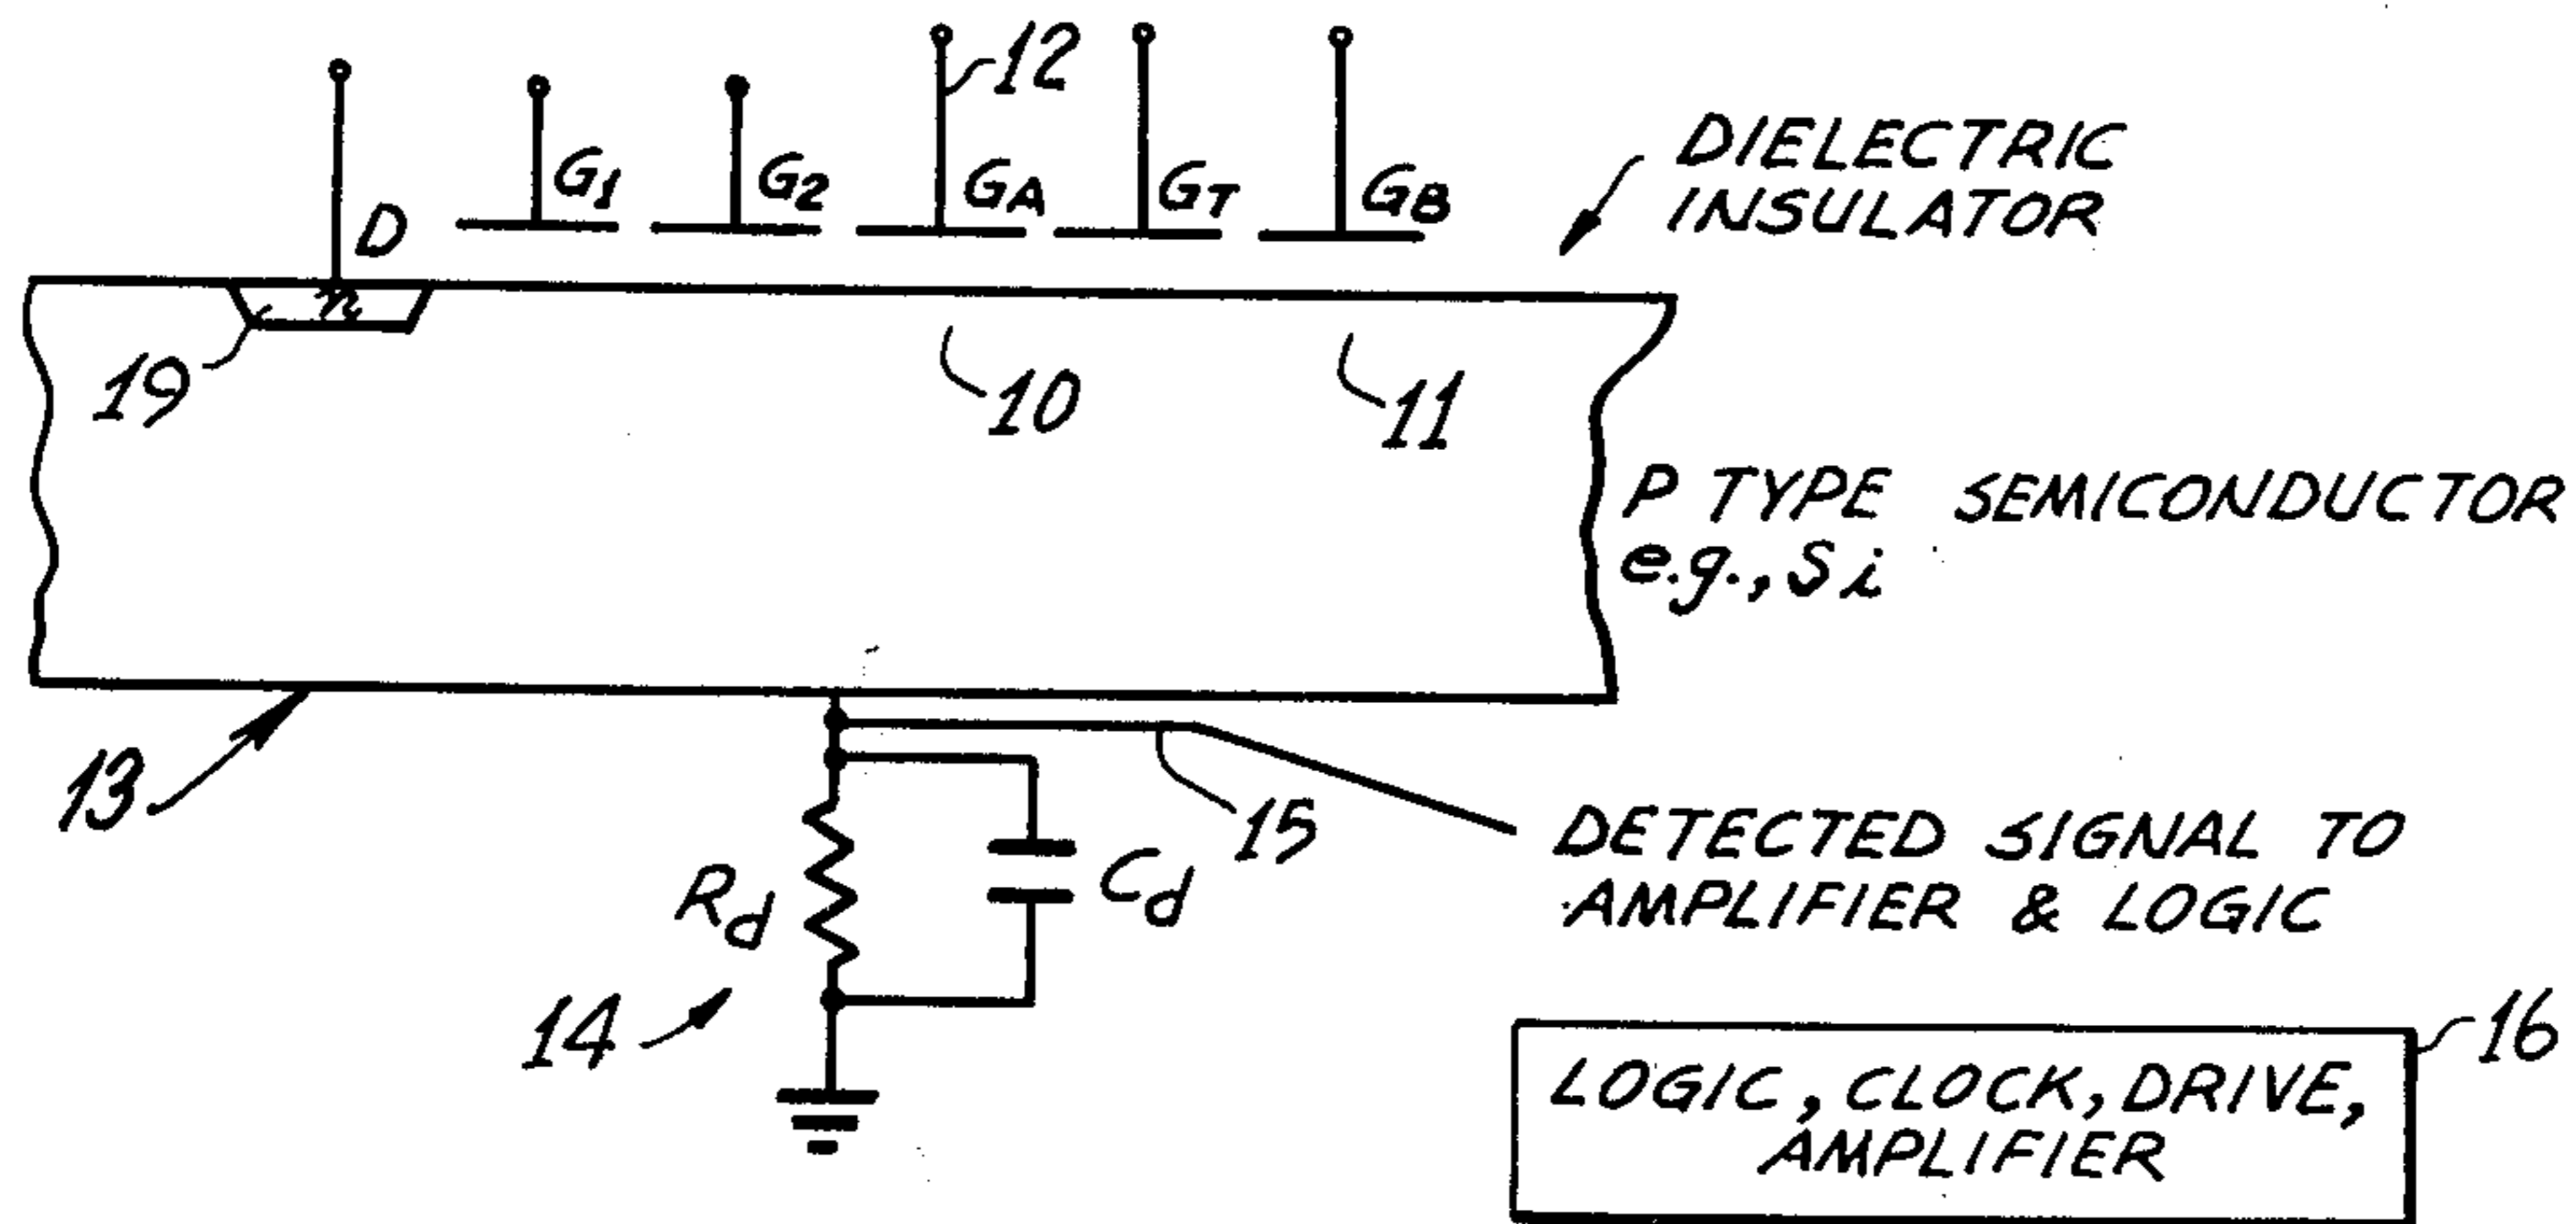 12
D
G1
G2
GA
GT
GB
DIELECTRIC
INSULATOR
n
19
10
11
P TYPE SEMICONDUCTOR
e.g., Si
13
15
Rd
Cd
DETECTED SIGNAL TO
AMPLIFIER & LOGIC
14
16
LOGIC, CLOCK, DRIVE,
AMPLIFIER